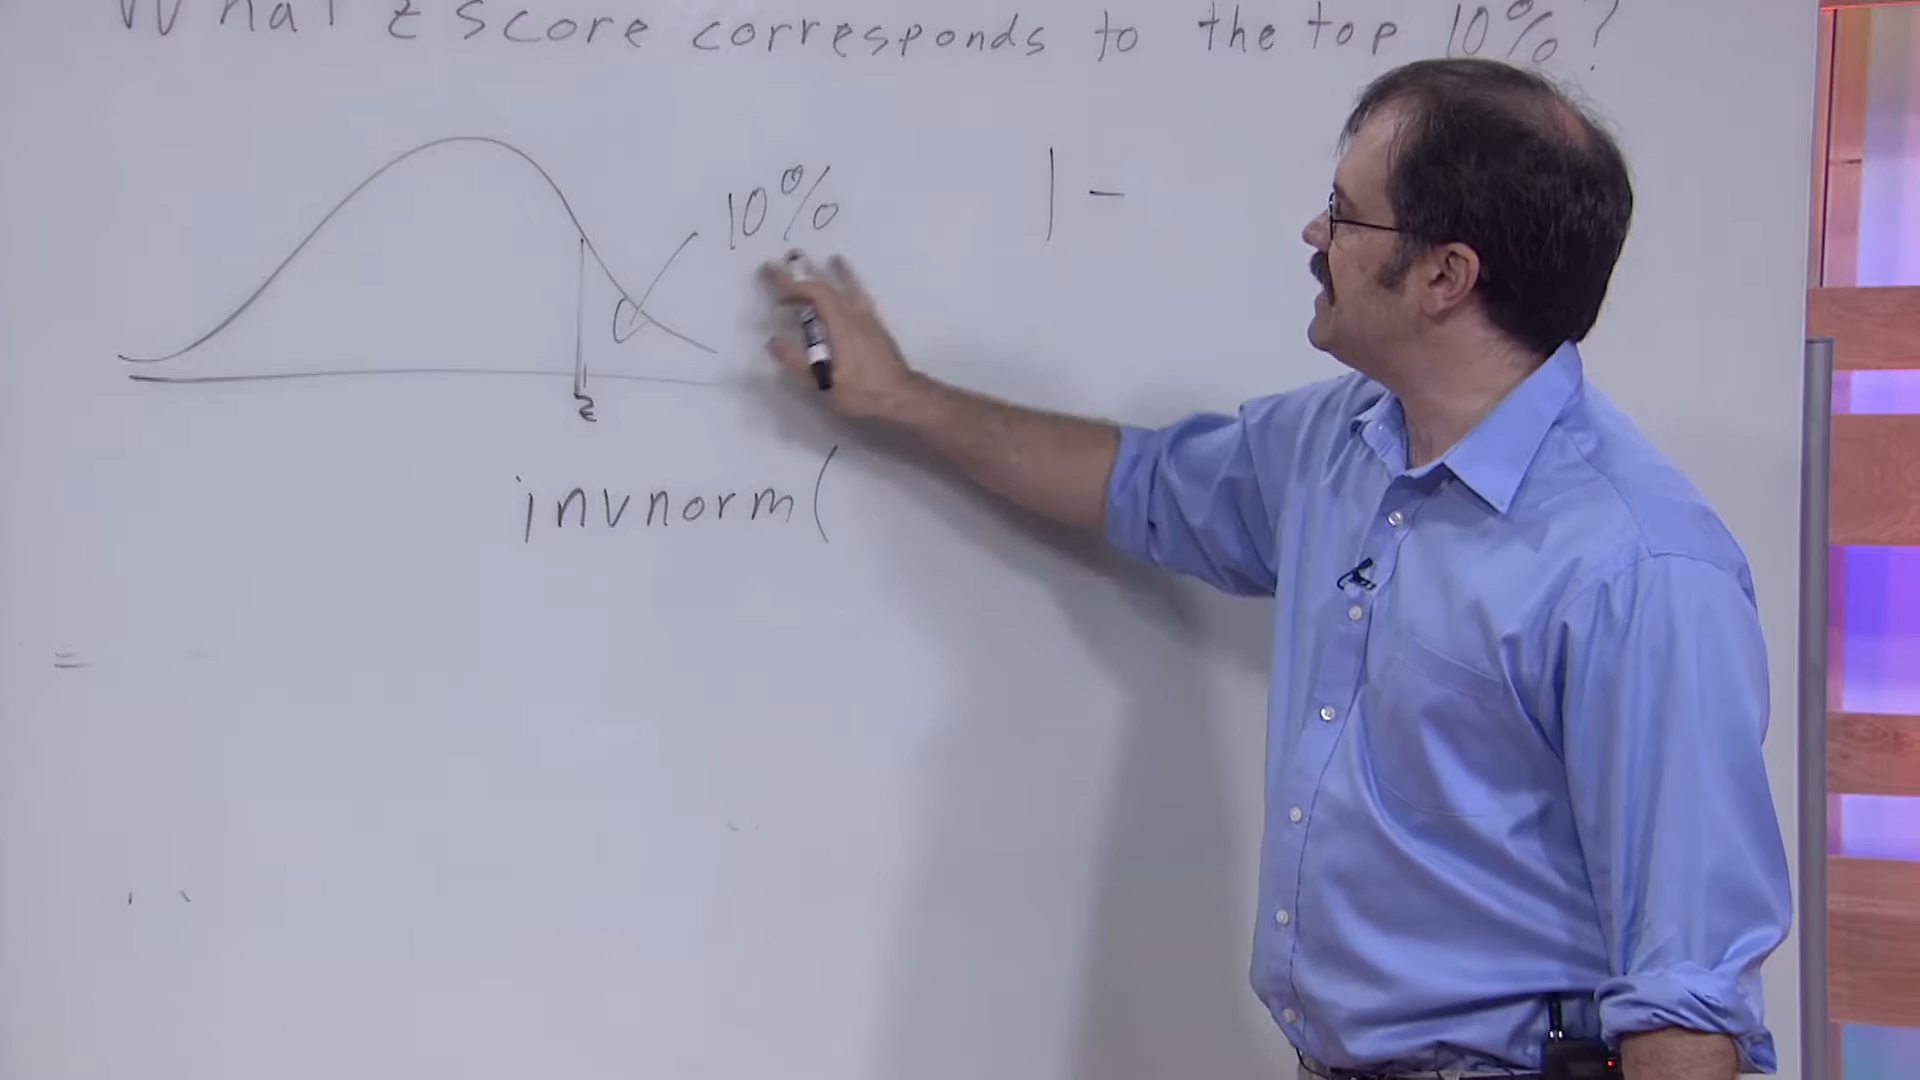 What z score corresponds to the top 10%?
10%
1 -
z
invnorm(
=